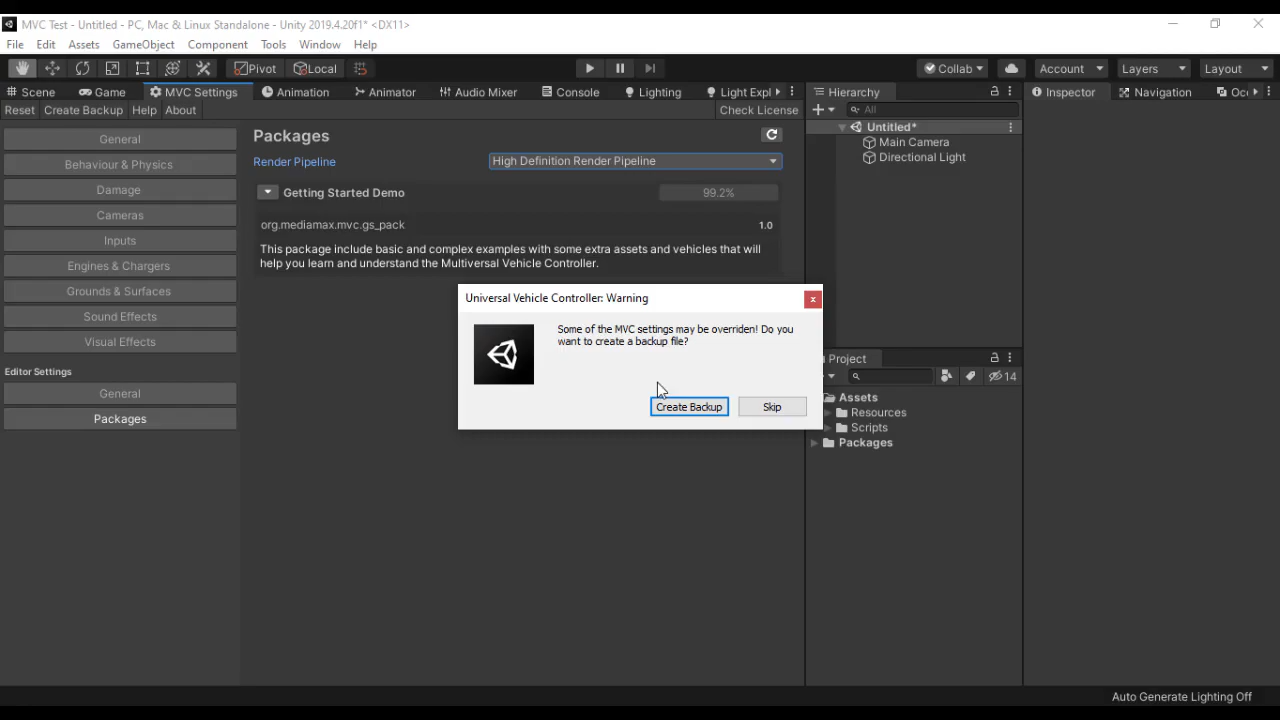 MVC Test - Untitled - PC, Mac & Linux Standalone - Unity 2019.4.20f1* <DX11>
File Edit Assets GameObject Component Tools Window Help
Pivot Local Collab Account Layers Layout
Scene Game MVC Settings Animation Animator Audio Mixer Console Lighting Light Expl Hierarchy Inspector Navigation Oc
Reset Create Backup Help About Check License All
General
Behaviour & Physics
Damage
Cameras
Inputs
Engines & Chargers
Grounds & Surfaces
Sound Effects
Visual Effects
Editor Settings
General
Packages
Packages
Render Pipeline High Definition Render Pipeline
Getting Started Demo 99.2%
org.mediamax.mvc.gs_pack 1.0
This package include basic and complex examples with some extra assets and vehicles that will
help you learn and understand the Multiversal Vehicle Controller.
Universal Vehicle Controller: Warning
x
Some of the MVC settings may be overriden! Do you
want to create a backup file?
Create Backup Skip
Untitled*
Main Camera
Directional Light
Project
14
Assets
Resources
Scripts
Packages
Auto Generate Lighting Off